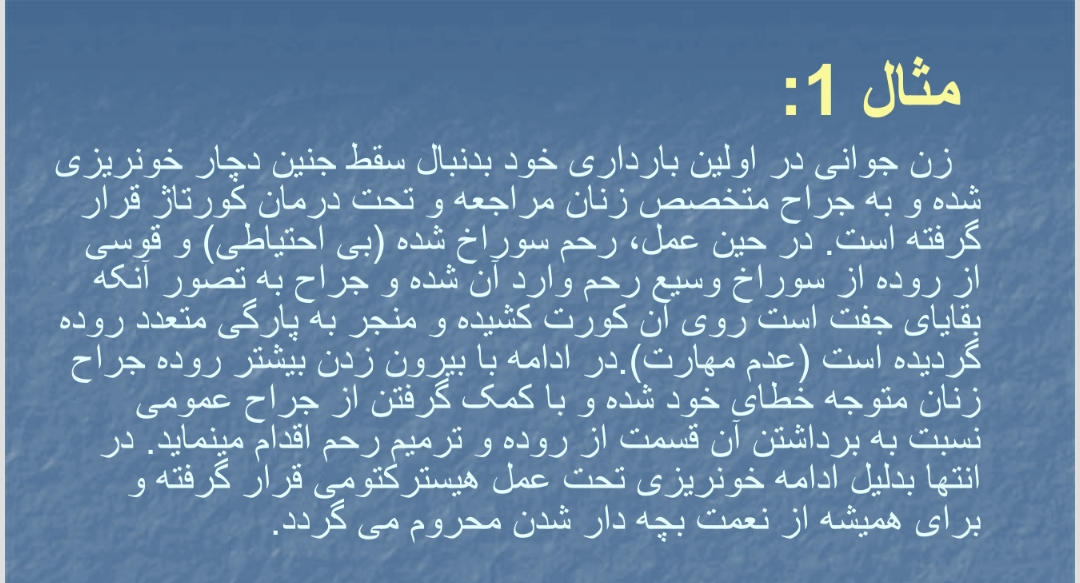 مثال 1:
زن جوانی در اولین بارداری خود بدنبال سقط جنین دچار خونریزی
شده و به جراح متخصص زنان مراجعه و تحت درمان کورتاژ قرار
گرفته است. در حین عمل، رحم سوراخ شده (بی احتیاطی) و قوسی
از روده از سوراخ وسیع رحم وارد آن شده و جراح به تصور آنکه
بقایای جفت است روی آن کورت کشیده و منجر به پارگی متعدد روده
گردیده است (عدم مهارت).در ادامه با بیرون زدن بیشتر روده جراح
زنان متوجه خطای خود شده و با کمک گرفتن از جراح عمومی
نسبت به برداشتن آن قسمت از روده و ترمیم رحم اقدام مینماید. در
انتها بدلیل ادامه خونریزی تحت عمل هیسترکتومی قرار گرفته و
برای همیشه از نعمت بچه دار شدن محروم می گردد.